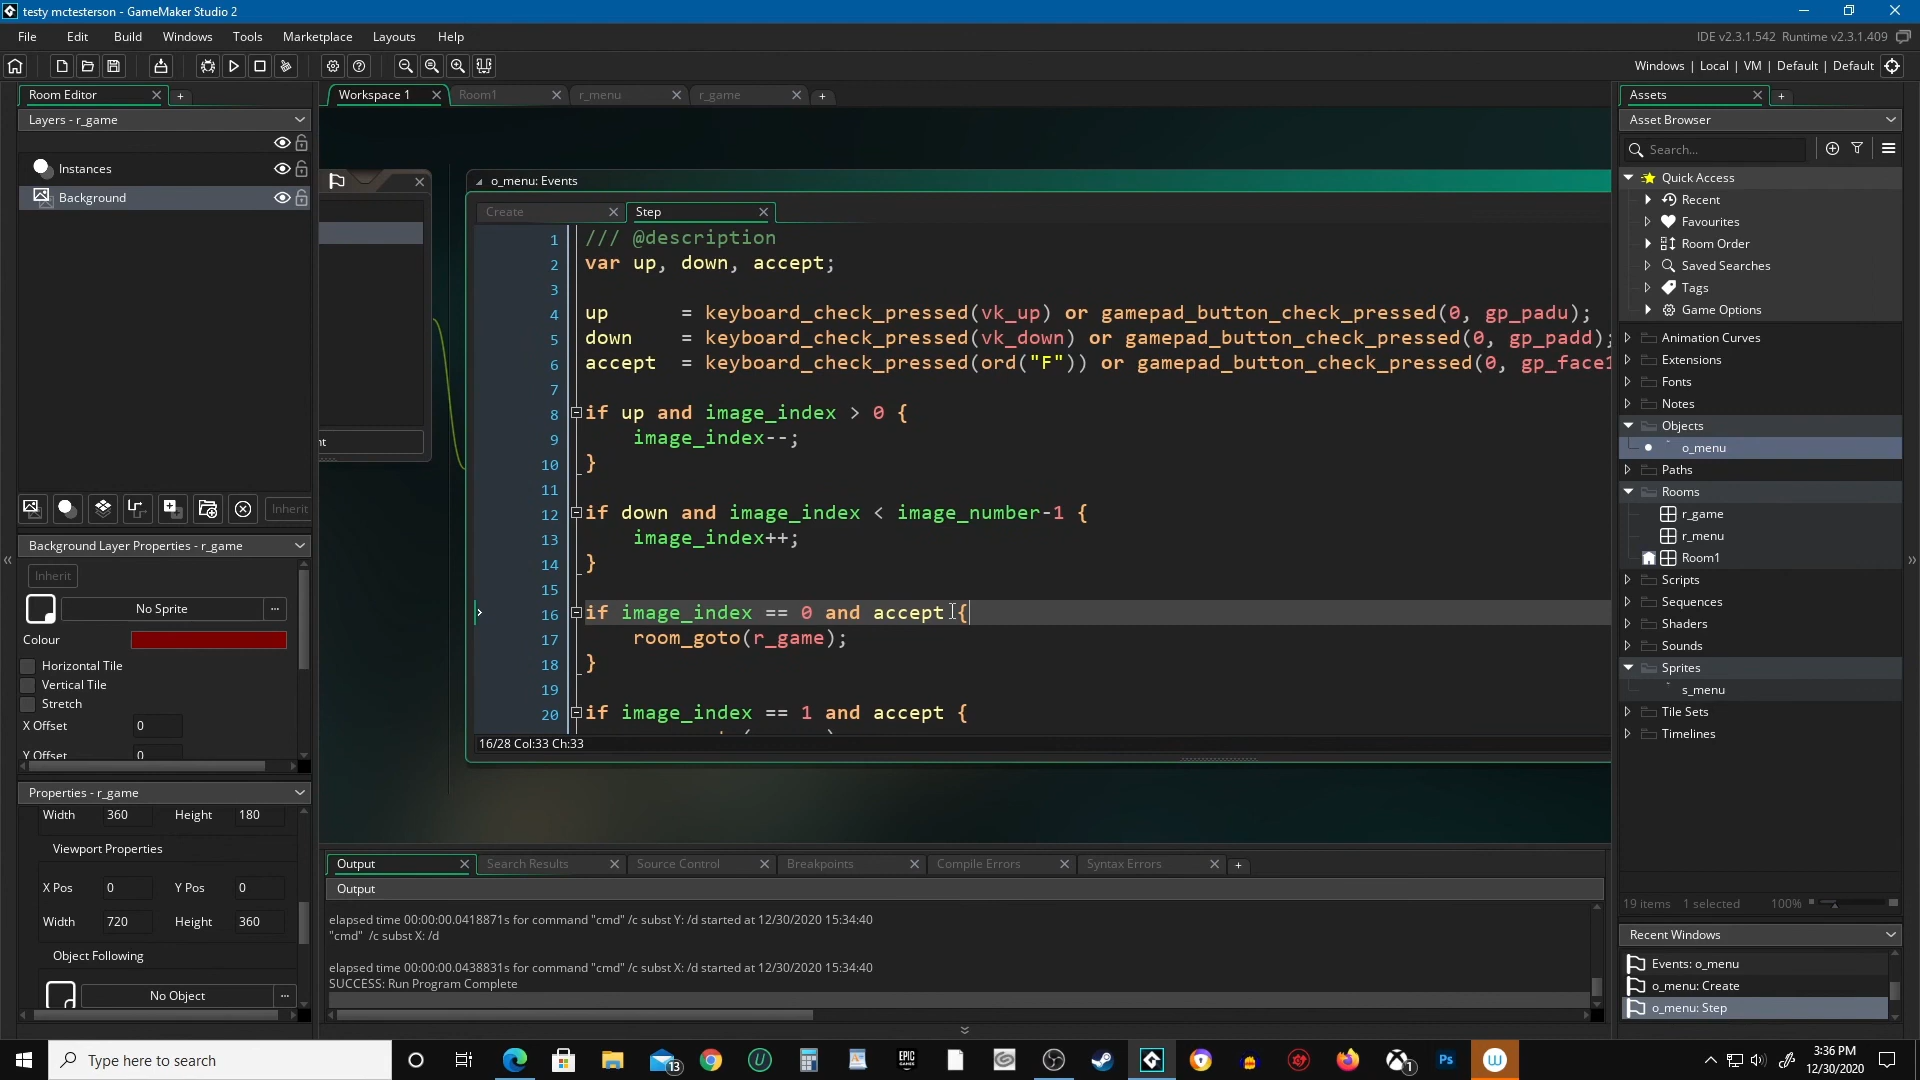 testy mctesterson - GameMaker Studio 2
File Edit Build Windows Tools Marketplace Layouts Help
IDE v2.3.1.542 Runtime v2.3.1.409
Windows | Local | VM | Default | Default
Room Editor
Layers - r_game
Instances
Background
Inherit
Background Layer Properties - r_game
Inherit
No Sprite ...
Colour
Horizontal Tile
Vertical Tile
Stretch
X Offset 0
Y Offset 0
Properties - r_game
Width 360 Height 180
Viewport Properties
X Pos 0 Y Pos 0
Width 720 Height 360
Object Following
No Object ...
Workspace 1 Room1 r_menu r_game
nt
o_menu: Events
Create Step
1 /// @description
2 var up, down, accept;
3
4 up = keyboard_check_pressed(vk_up) or gamepad_button_check_pressed(0, gp_padu);
5 down = keyboard_check_pressed(vk_down) or gamepad_button_check_pressed(0, gp_padd);
6 accept = keyboard_check_pressed(ord("F")) or gamepad_button_check_pressed(0, gp_face1
7
8 if up and image_index > 0 {
9 image_index--;
10 }
11
12 if down and image_index < image_number-1 {
13 image_index++;
14 }
15
16 if image_index == 0 and accept {
17 room_goto(r_game);
18 }
19
20 if image_index == 1 and accept {
16/28 Col:33 Ch:33
Output Search Results Source Control Breakpoints Compile Errors Syntax Errors
Output
elapsed time 00:00:00.0418871s for command "cmd" /c subst Y: /d started at 12/30/2020 15:34:40
"cmd" /c subst X: /d
elapsed time 00:00:00.0438831s for command "cmd" /c subst X: /d started at 12/30/2020 15:34:40
SUCCESS: Run Program Complete
Assets
Asset Browser
Search...
Quick Access
Recent
Favourites
Room Order
Saved Searches
Tags
Game Options
Animation Curves
Extensions
Fonts
Notes
Objects
o_menu
Paths
Rooms
r_game
r_menu
Room1
Scripts
Sequences
Shaders
Sounds
Sprites
s_menu
Tile Sets
Timelines
19 items 1 selected 100%
Recent Windows
Events: o_menu
o_menu: Create
o_menu: Step
Type here to search
13
EPIC GAMES
1
Ps
W
3:36 PM
12/30/2020